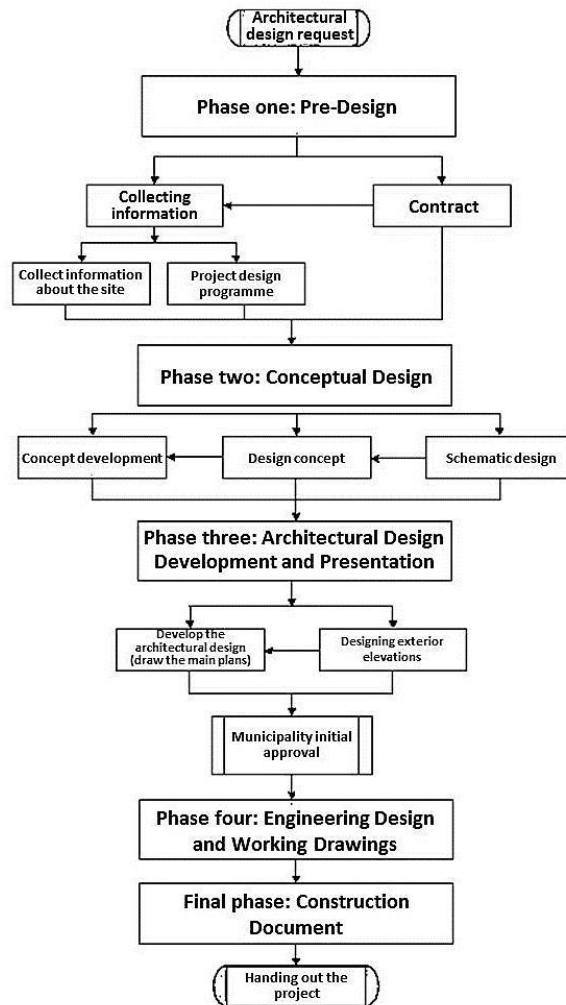 Architectural
design request
Phase one: Pre-Design
Collecting
information
Contract
Collect information
about the site
Project design
programme
Phase two: Conceptual Design
Concept development
Design concept
Schematic design
Phase three: Architectural Design
Development and Presentation
Develop the
architectural design
(draw the main plans)
Designing exterior
elevations
Municipality initial
approval
Phase four: Engineering Design
and Working Drawings
Final phase: Construction
Document
Handing out the
project